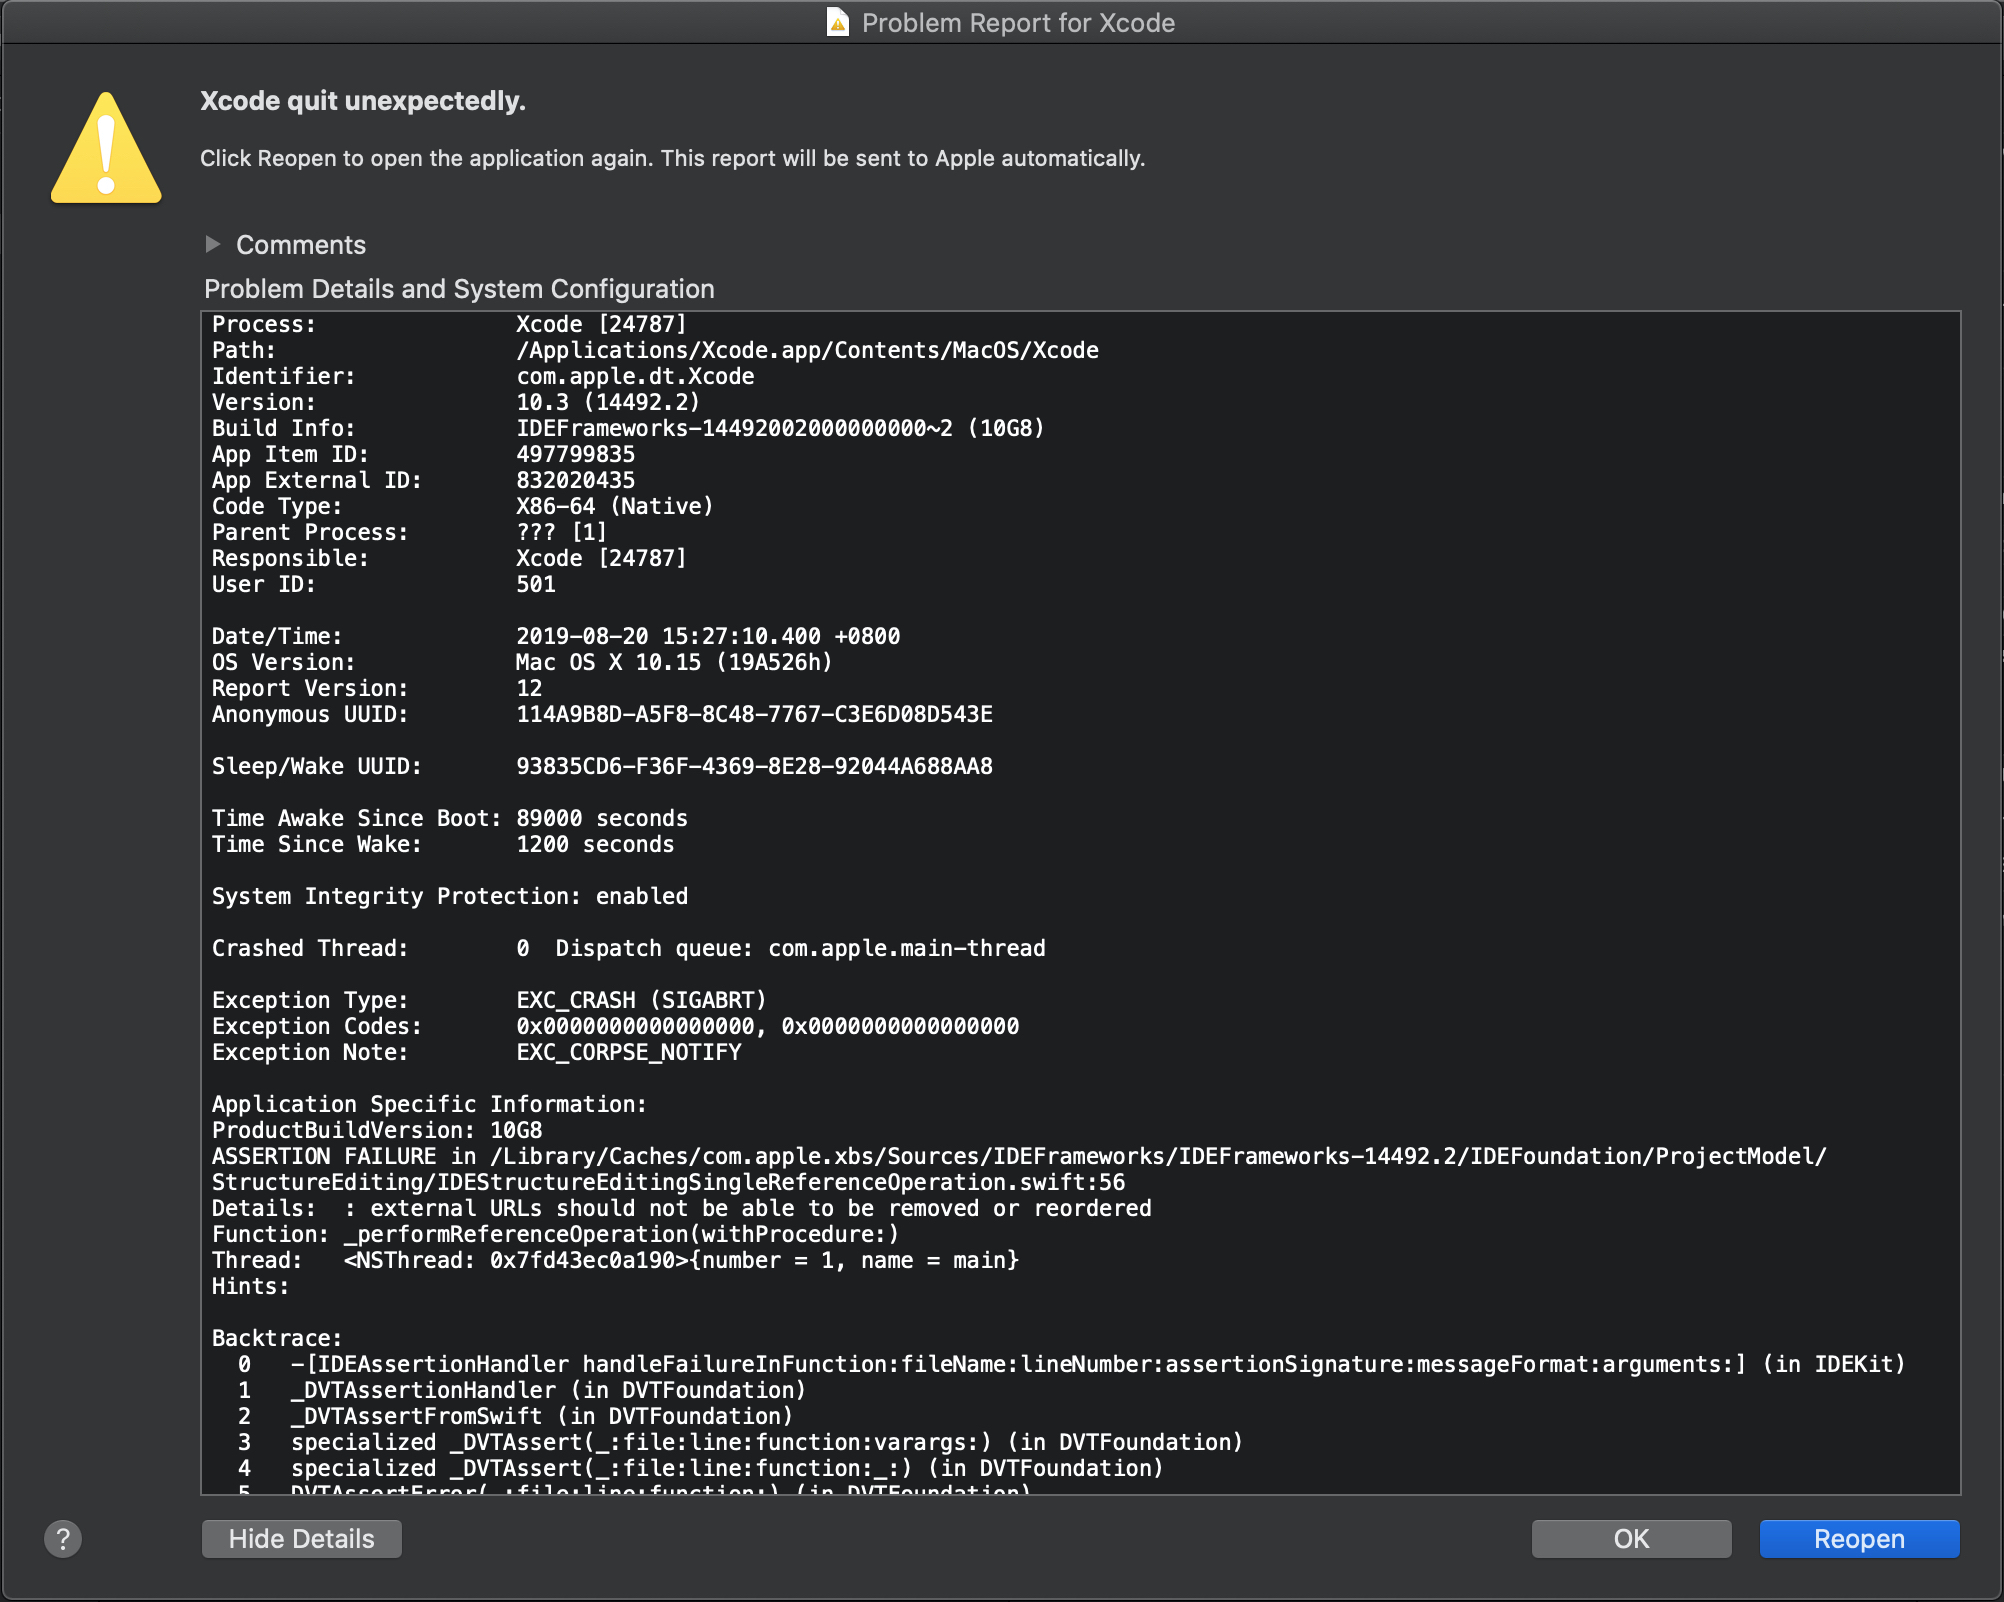 Problem Report for Xcode
Xcode quit unexpectedly.
Click Reopen to open the application again. This report will be sent to Apple automatically.
Comments
Problem Details and System Configuration
Process: Xcode [24787]
Path: /Applications/Xcode.app/Contents/MacOS/Xcode
Identifier: com.apple.dt.Xcode
Version: 10.3 (14492.2)
Build Info: IDEFrameworks-14492002000000000~2 (10G8)
App Item ID: 497799835
App External ID: 832020435
Code Type: X86-64 (Native)
Parent Process: ??? [1]
Responsible: Xcode [24787]
User ID: 501
Date/Time: 2019-08-20 15:27:10.400 +0800
OS Version: Mac OS X 10.15 (19A526h)
Report Version: 12
Anonymous UUID: 114A9B8D-A5F8-8C48-7767-C3E6D08D543E
Sleep/Wake UUID: 93835CD6-F36F-4369-8E28-92044A688AA8
Time Awake Since Boot: 89000 seconds
Time Since Wake: 1200 seconds
System Integrity Protection: enabled
Crashed Thread: 0 Dispatch queue: com.apple.main-thread
Exception Type: EXC_CRASH (SIGABRT)
Exception Codes: 0x0000000000000000, 0x0000000000000000
Exception Note: EXC_CORPSE_NOTIFY
Application Specific Information:
ProductBuildVersion: 10G8
ASSERTION FAILURE in /Library/Caches/com.apple.xbs/Sources/IDEFrameworks/IDEFrameworks-14492.2/IDEFoundation/ProjectModel/
StructureEditing/IDEStructureEditingSingleReferenceOperation.swift:56
Details: : external URLs should not be able to be removed or reordered
Function: _performReferenceOperation(withProcedure:)
Thread: <NSThread: 0x7fd43ec0a190>{number = 1, name = main}
Hints:
Backtrace:
0 -[IDEAssertionHandler handleFailureInFunction:fileName:lineNumber:assertionSignature:messageFormat:arguments:] (in IDEKit)
1 _DVTAssertionHandler (in DVTFoundation)
2 _DVTAssertFromSwift (in DVTFoundation)
3 specialized _DVTAssert(_:file:line:function:varargs:) (in DVTFoundation)
4 specialized _DVTAssert(_:file:line:function:_:) (in DVTFoundation)
5 DVTAssertError(_:file:line:function:) (in DVTFoundation)
?
Hide Details
OK
Reopen